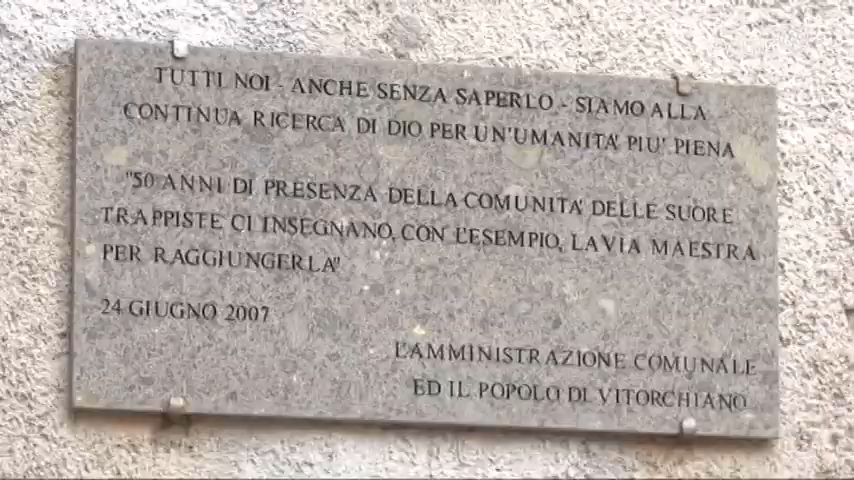 TUTTI NOI - ANCHE SENZA SAPERLO - SIAMO ALLA
CONTINUA RICERCA DI DIO PER UN'UMANITA' PIU' PIENA
"50 ANNI DI PRESENZA DELLA COMUNITA' DELLE SUORE
TRAPPISTE CI INSEGNANO, CON L'ESEMPIO, LA VIA MAESTRA
PER RAGGIUNGERLA"
24 GIUGNO 2007
L'AMMINISTRAZIONE COMUNALE
ED IL POPOLO DI VITORCHIANO